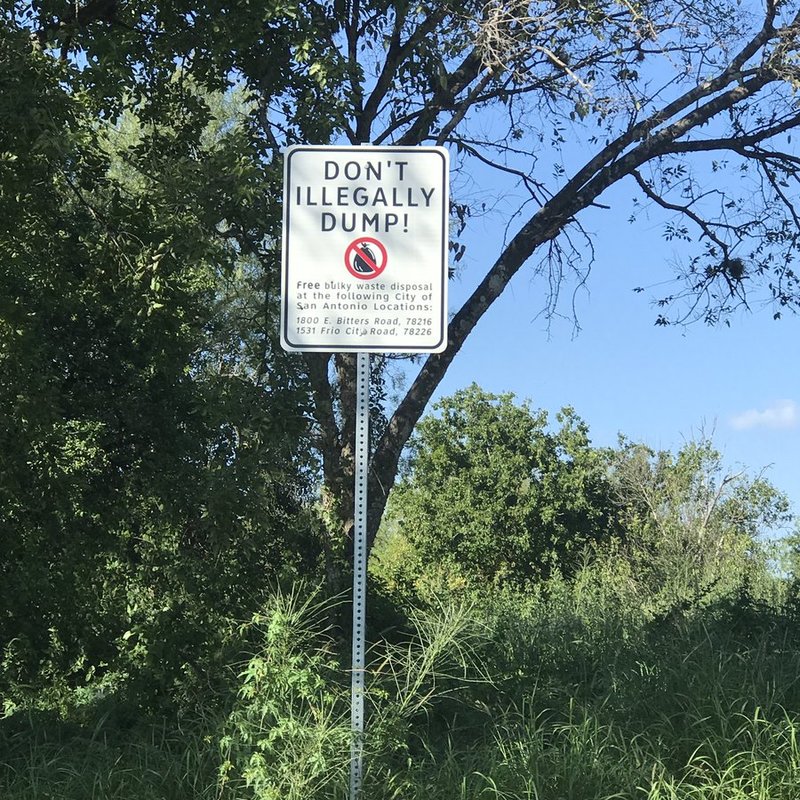 DON'T
ILLEGALLY
DUMP!
Free bulky waste disposal
at the following City of
San Antonio Locations:
1800 E. Bitters Road, 78216
1531 Frio City Road, 78226